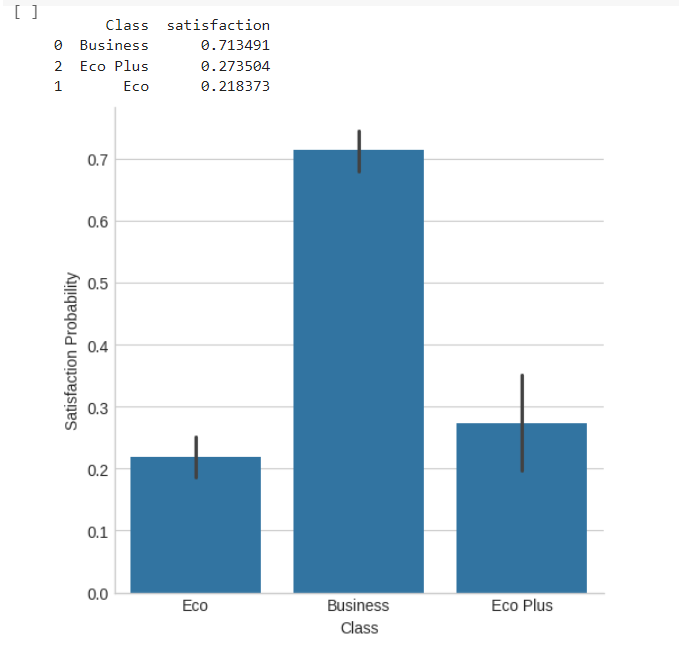 [ ]
Class satisfaction
0 Business 0.713491
2 Eco Plus 0.273504
1 Eco 0.218373
0.7
0.6
0.5
0.4
0.3
0.2
0.1
0.0
Satisfaction Probability
Eco Business Eco Plus
Class